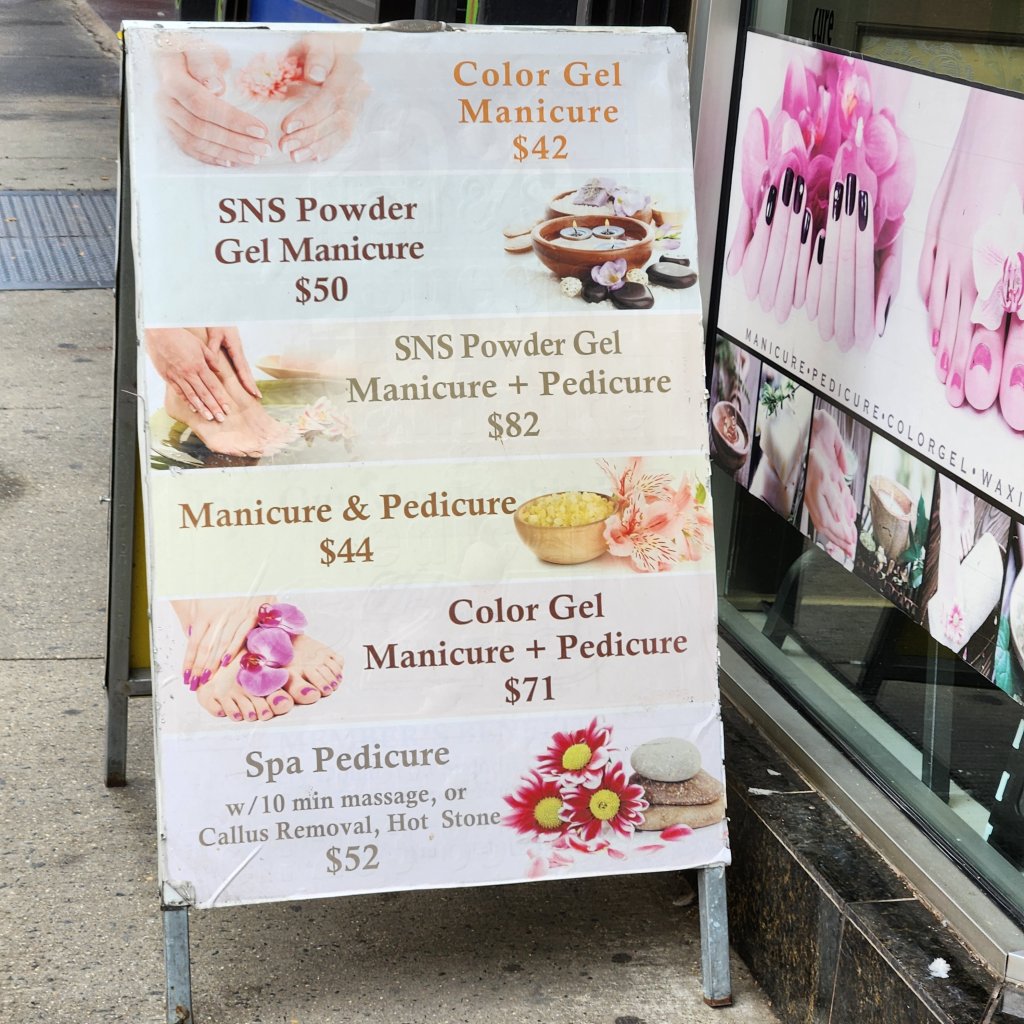 Color Gel
Manicure
$42
SNS Powder
Gel Manicure
$50
SNS Powder Gel
Manicure + Pedicure
$82
Manicure & Pedicure
$44
Color Gel
Manicure + Pedicure
$71
Spa Pedicure
w/10 min massage, or
Callus Removal, Hot Stone
$52
cure
MANICURE•PEDICURE•COLORGEL•WAXI